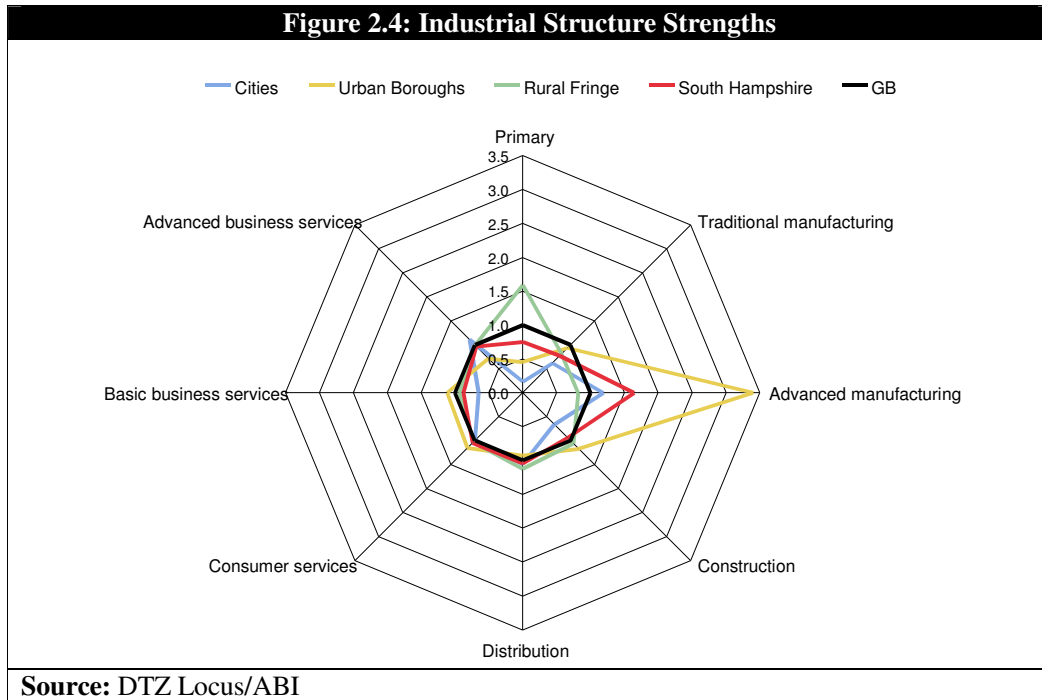 Figure 2.4: Industrial Structure Strengths
Cities Urban Boroughs Rural Fringe South Hampshire GB
Primary
3.5
3.0
Advanced business services 2.5 Traditional manufacturing
2.0
1.5
1.0
0.5
Basic business services 0.0 Advanced manufacturing
Consumer services Construction
Distribution
Source: DTZ Locus/ABI